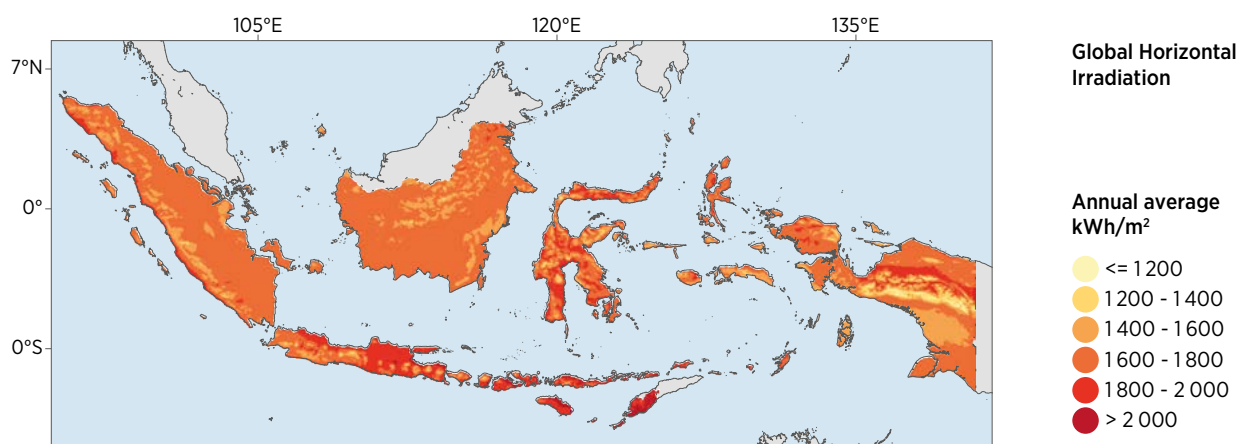 105°E
120°E
135°E
7°N
0°
0°S
Global Horizontal
Irradiation
Annual average
kWh/m²
<= 1 200
1 200 - 1 400
1 400 - 1 600
1 600 - 1 800
1 800 - 2 000
> 2 000